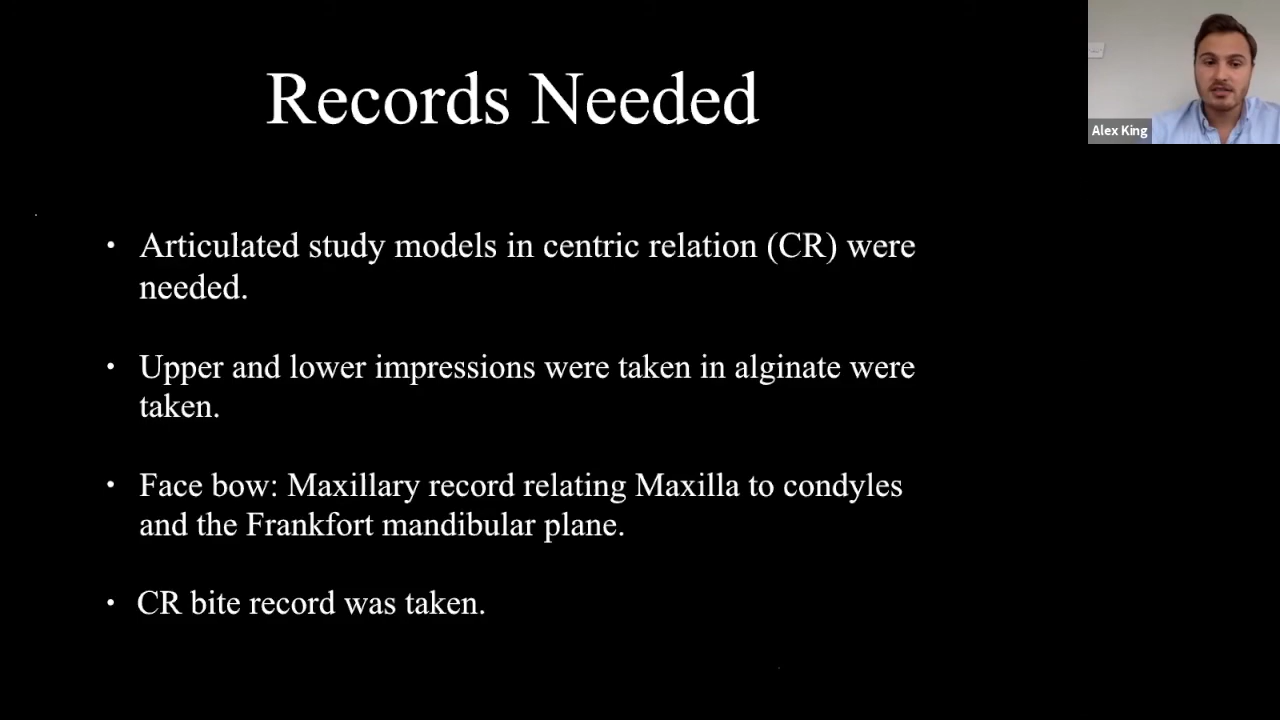 Records Needed
Alex King
• Articulated study models in centric relation (CR) were
needed.
• Upper and lower impressions were taken in alginate were
taken.
• Face bow: Maxillary record relating Maxilla to condyles
and the Frankfort mandibular plane.
• CR bite record was taken.